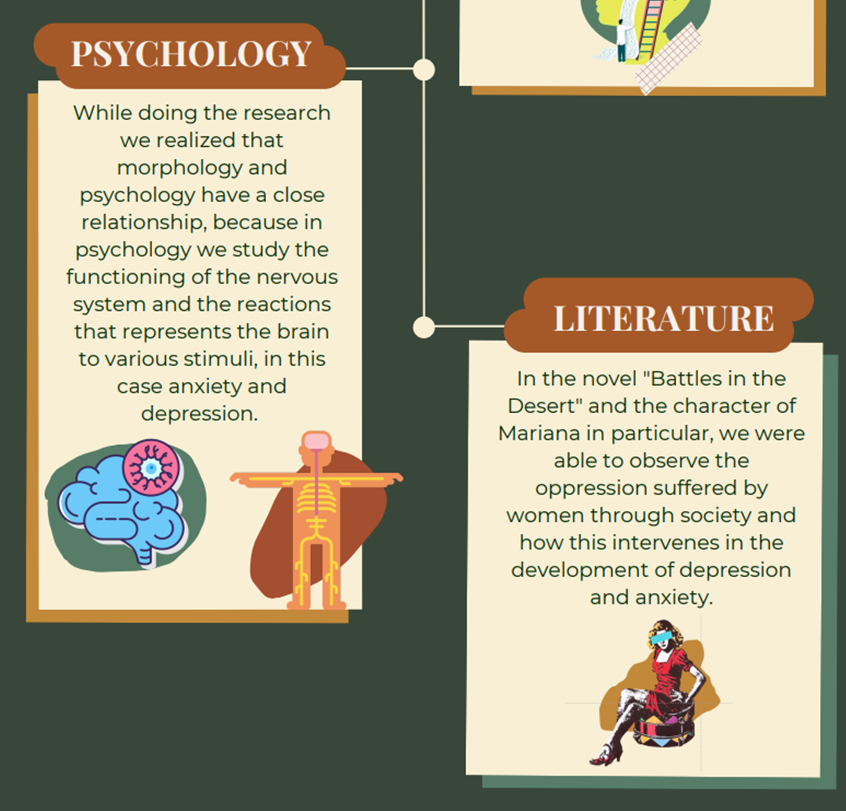 PSYCHOLOGY
While doing the research
we realized that
morphology and
psychology have a close
relationship, because in
psychology we study the
functioning of the nervous
system and the reactions
that represents the brain
to various stimuli, in this
case anxiety and
depression.
LITERATURE
In the novel "Battles in the
Desert" and the character of
Mariana in particular, we were
able to observe the
oppression suffered by
women through society and
how this intervenes in the
development of depression
and anxiety.